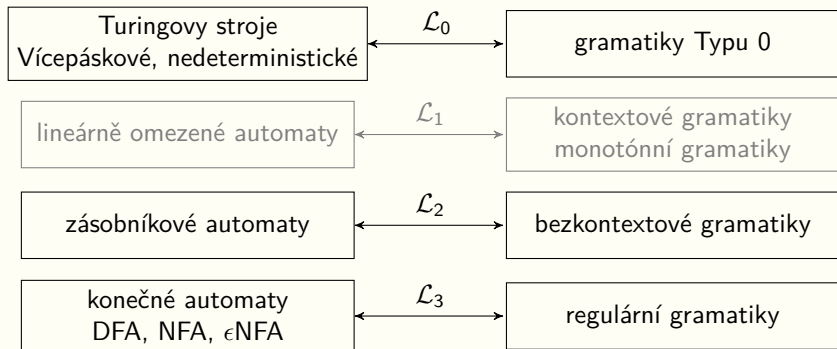 Turingovy stroje
Vícepáskové, nedeterministické
ℒ₀
gramatiky Typu 0
lineárně omezené automaty
ℒ₁
kontextové gramatiky
monotónní gramatiky
zásobníkové automaty
ℒ₂
bezkontextové gramatiky
konečné automaty
DFA, NFA, ϵNFA
ℒ₃
regulární gramatiky